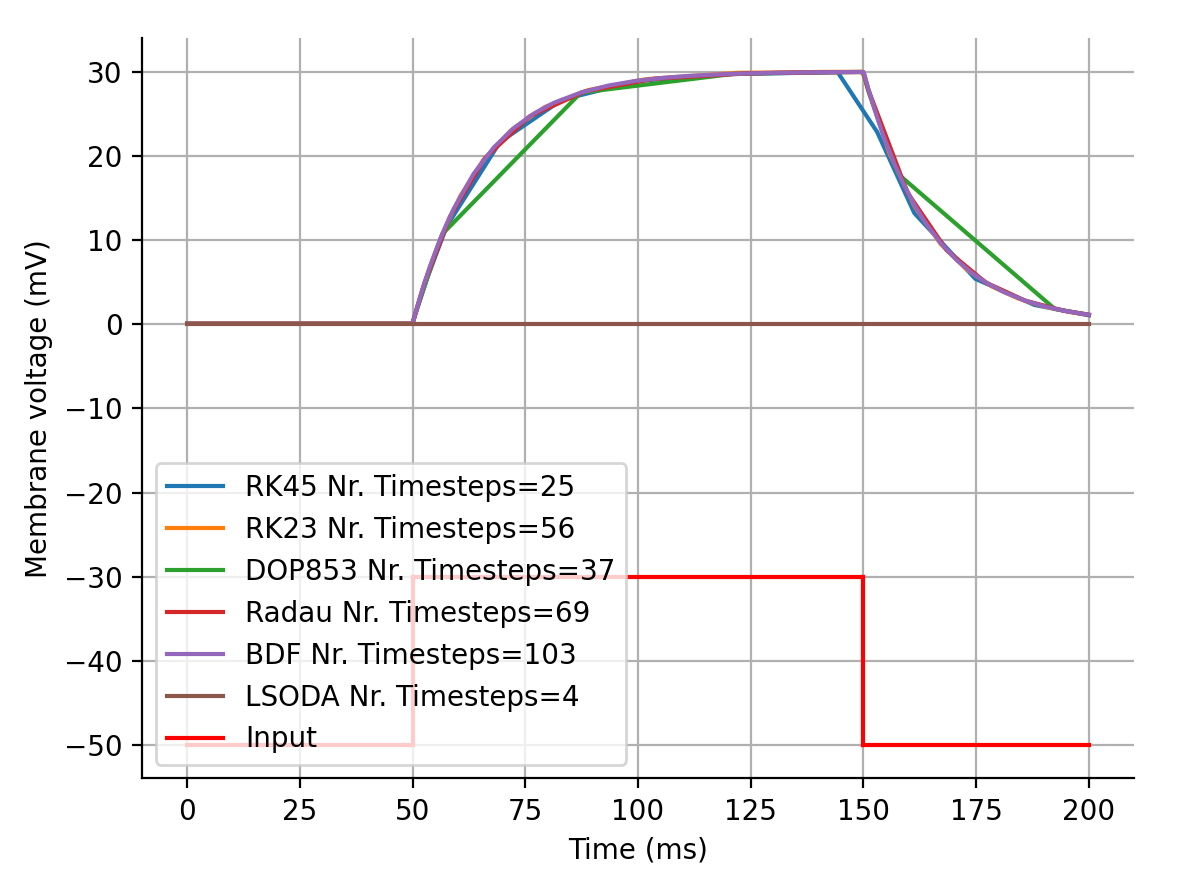 30
20
10
0
−10
−20
−30
−40
−50
Membrane voltage (mV)
RK45 Nr. Timesteps=25
RK23 Nr. Timesteps=56
DOP853 Nr. Timesteps=37
Radau Nr. Timesteps=69
BDF Nr. Timesteps=103
LSODA Nr. Timesteps=4
Input
0 25 50 75 100 125 150 175 200
Time (ms)